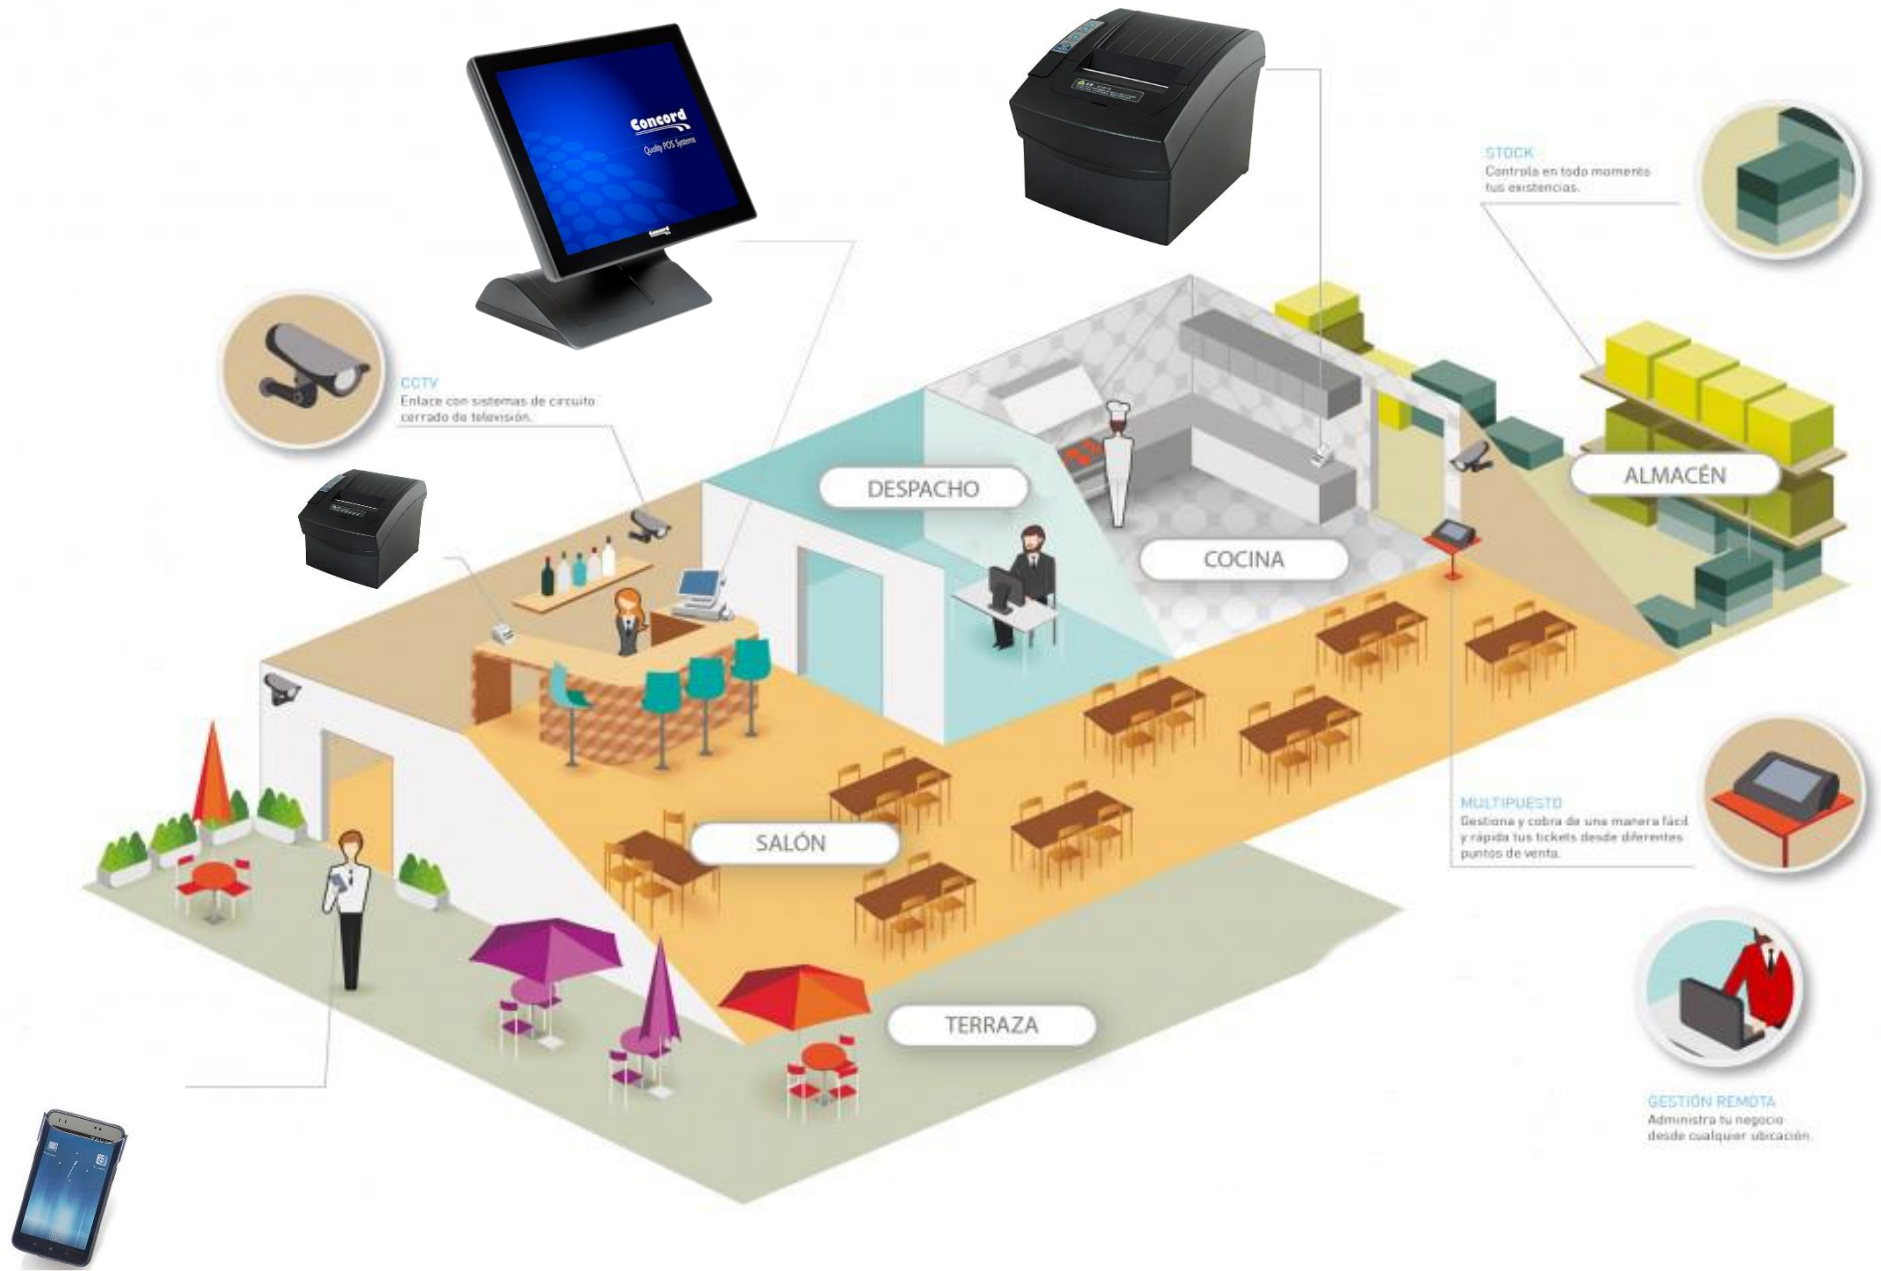 Concord
Quality POS Systems
Concord
STOCK
Controla en todo momento
tus existencias.
CCTV
Enlace con sistemas de circuito
cerrado de televisión.
DESPACHO
ALMACÉN
COCINA
MULTIPUESTO
Gestiona y cobra de una manera fácil
y rápida tus tickets desde diferentes
puntos de venta.
SALÓN
TERRAZA
GESTIÓN REMOTA
Administra tu negocio
desde cualquier ubicación.